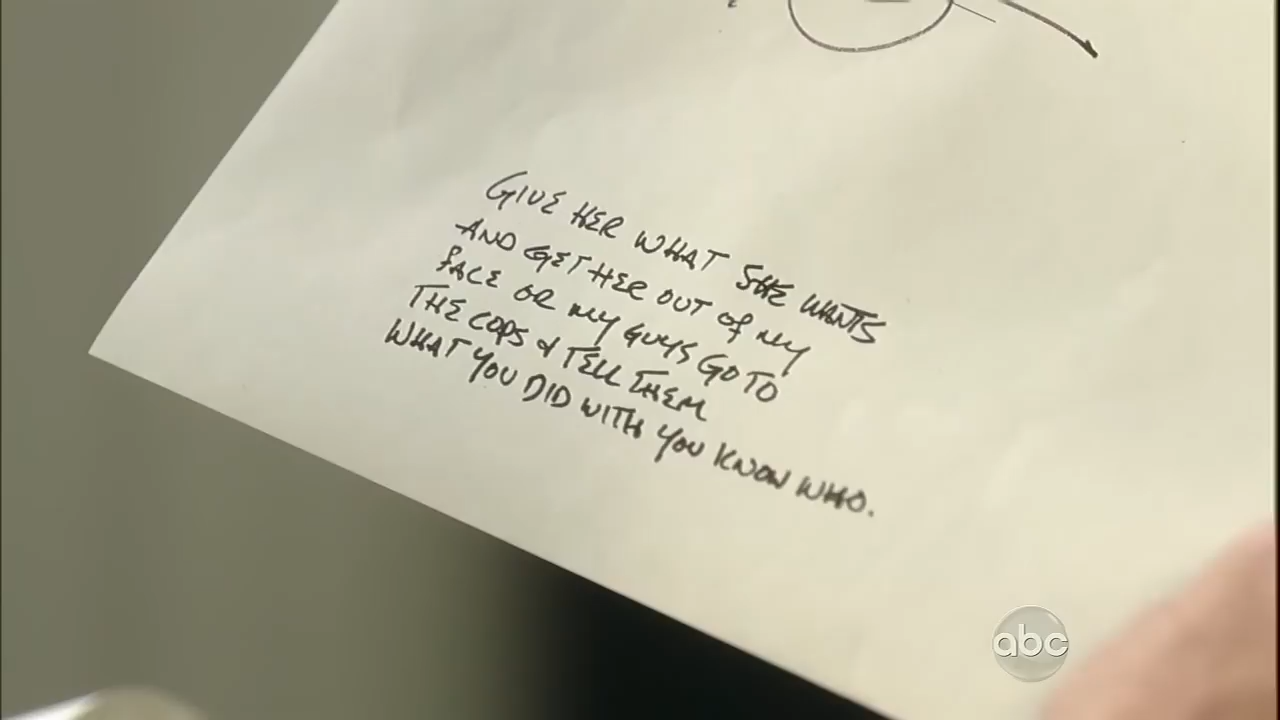 GIVE HER WHAT SHE WANTS
AND GET HER OUT OF MY
FACE OR MY GUYS GO TO
THE COPS & TELL THEM
WHAT YOU DID WITH YOU KNOW WHO.
abc